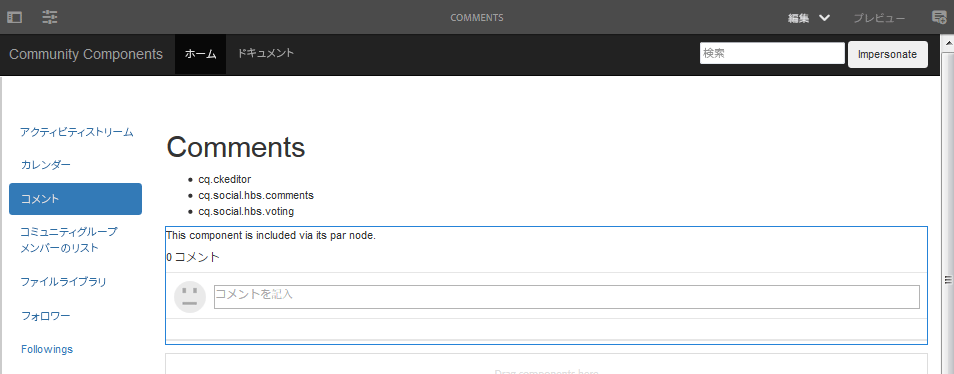 COMMENTS
編集
プレビュー
Community Components
ホーム
ドキュメント
検索
Impersonate
アクティビティストリーム
カレンダー
コメント
コミュニティグループ
メンバーのリスト
ファイルライブラリ
フォロワー
Followings
Comments
cq.ckeditor
cq.social.hbs.comments
cq.social.hbs.voting
This component is included via its par node.
0 コメント
コメントを記入
Drag components here